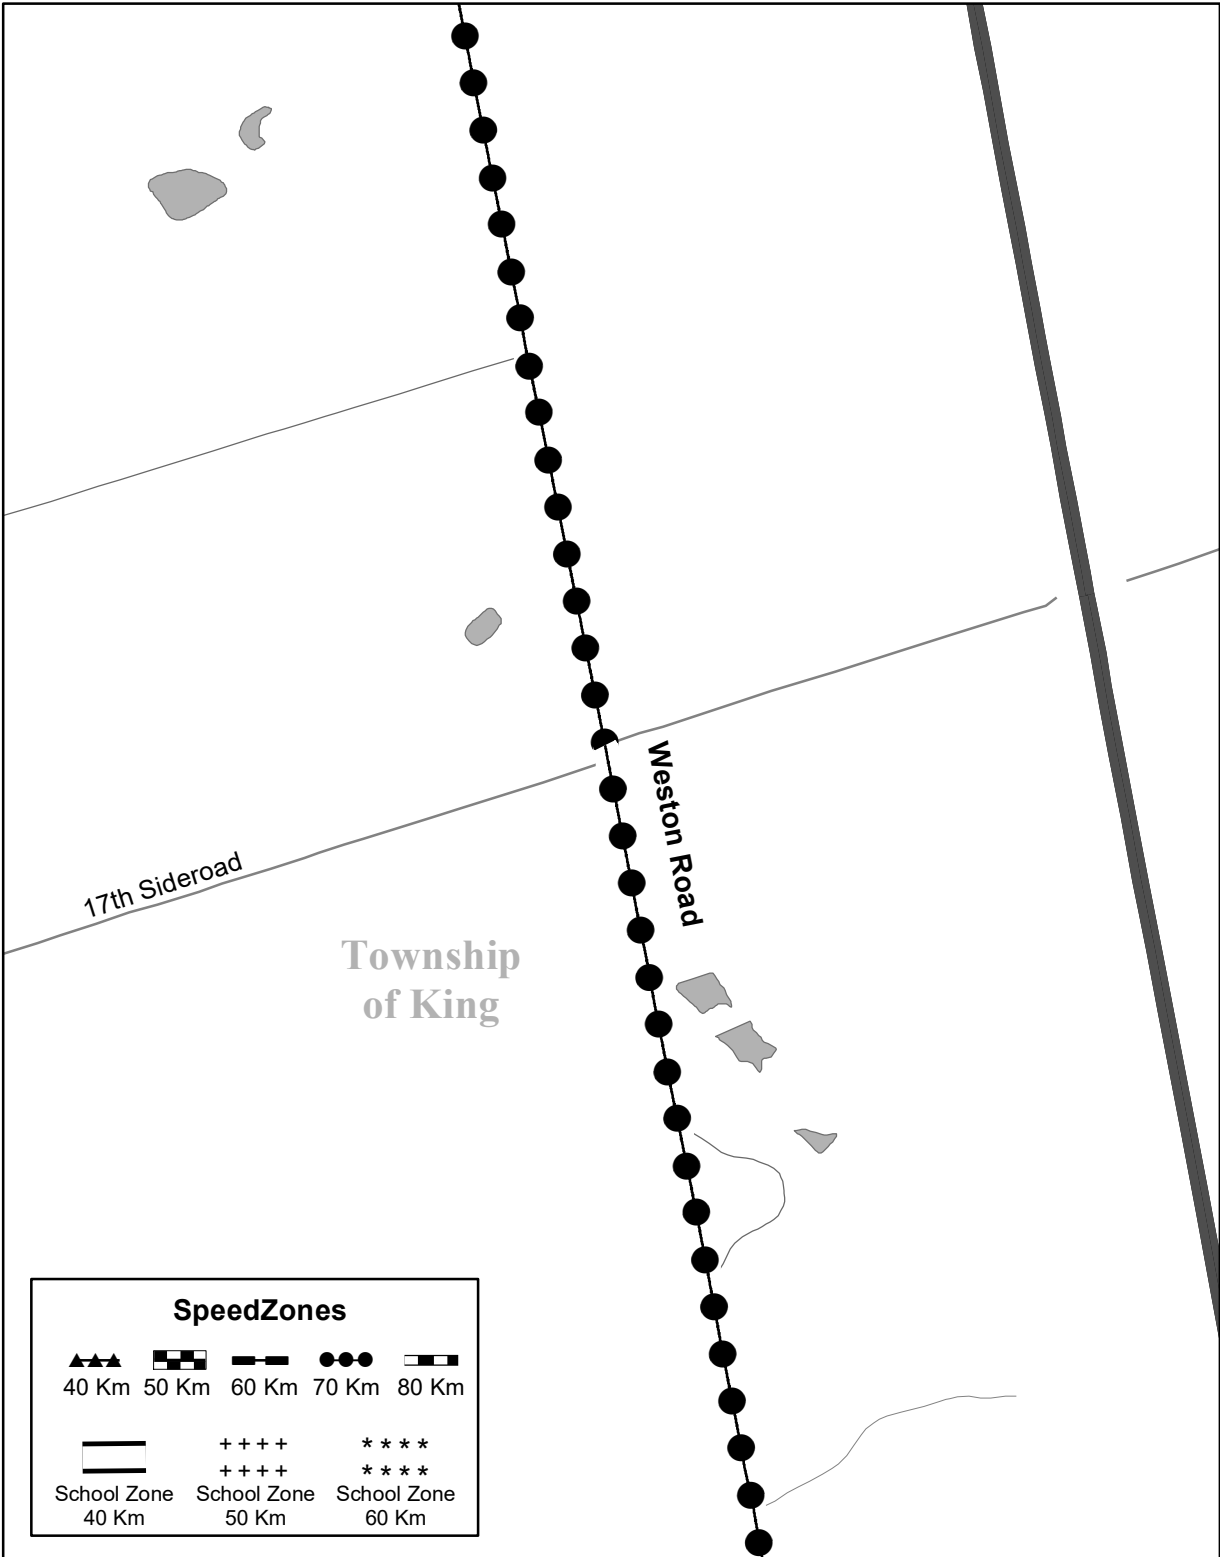 Weston Road
17th Sideroad
Township
of King
SpeedZones
40 Km 50 Km 60 Km 70 Km 80 Km
School Zone School Zone School Zone
40 Km 50 Km 60 Km